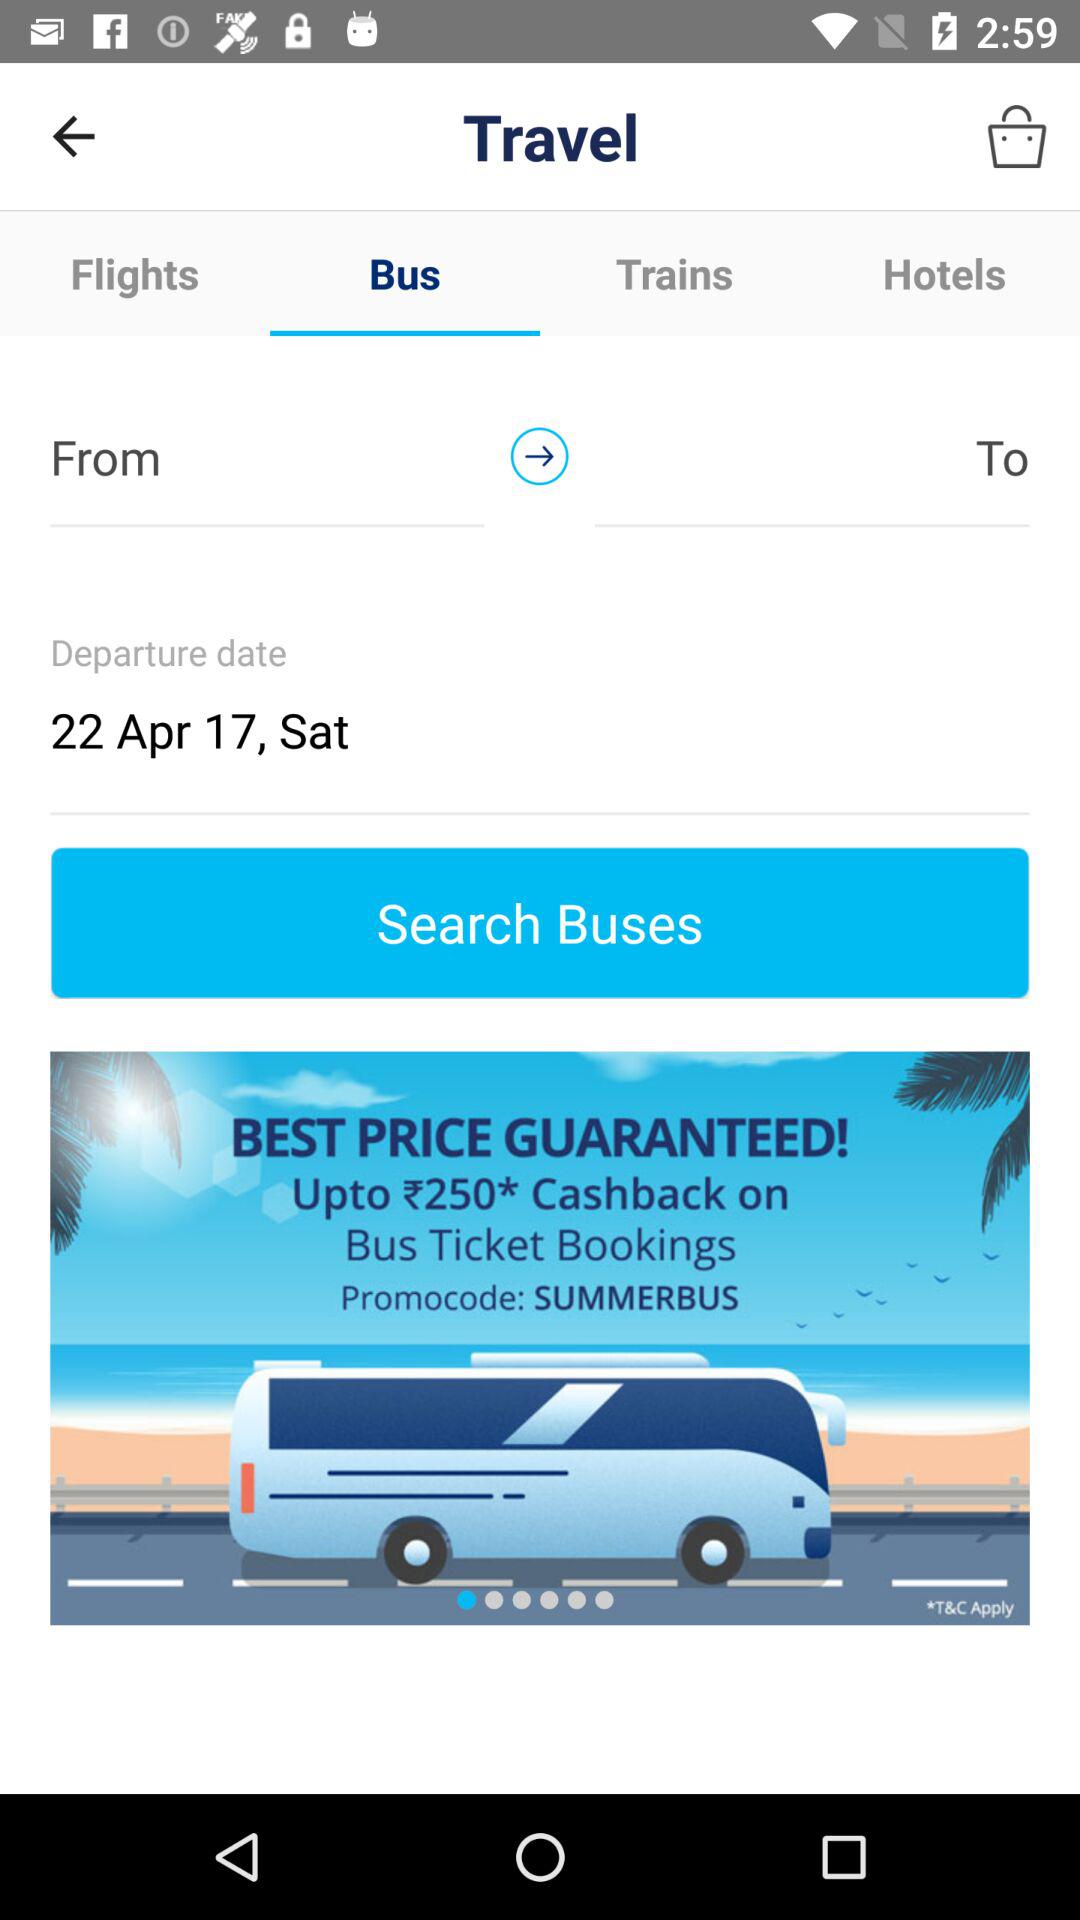 FAKE
2:59
Travel
Flights Bus Trains Hotels
From To
Departure date
22 Apr 17, Sat
Search Buses
BEST PRICE GUARANTEED!
Upto ₹250* Cashback on
Bus Ticket Bookings
Promocode: SUMMERBUS
*T&C Apply